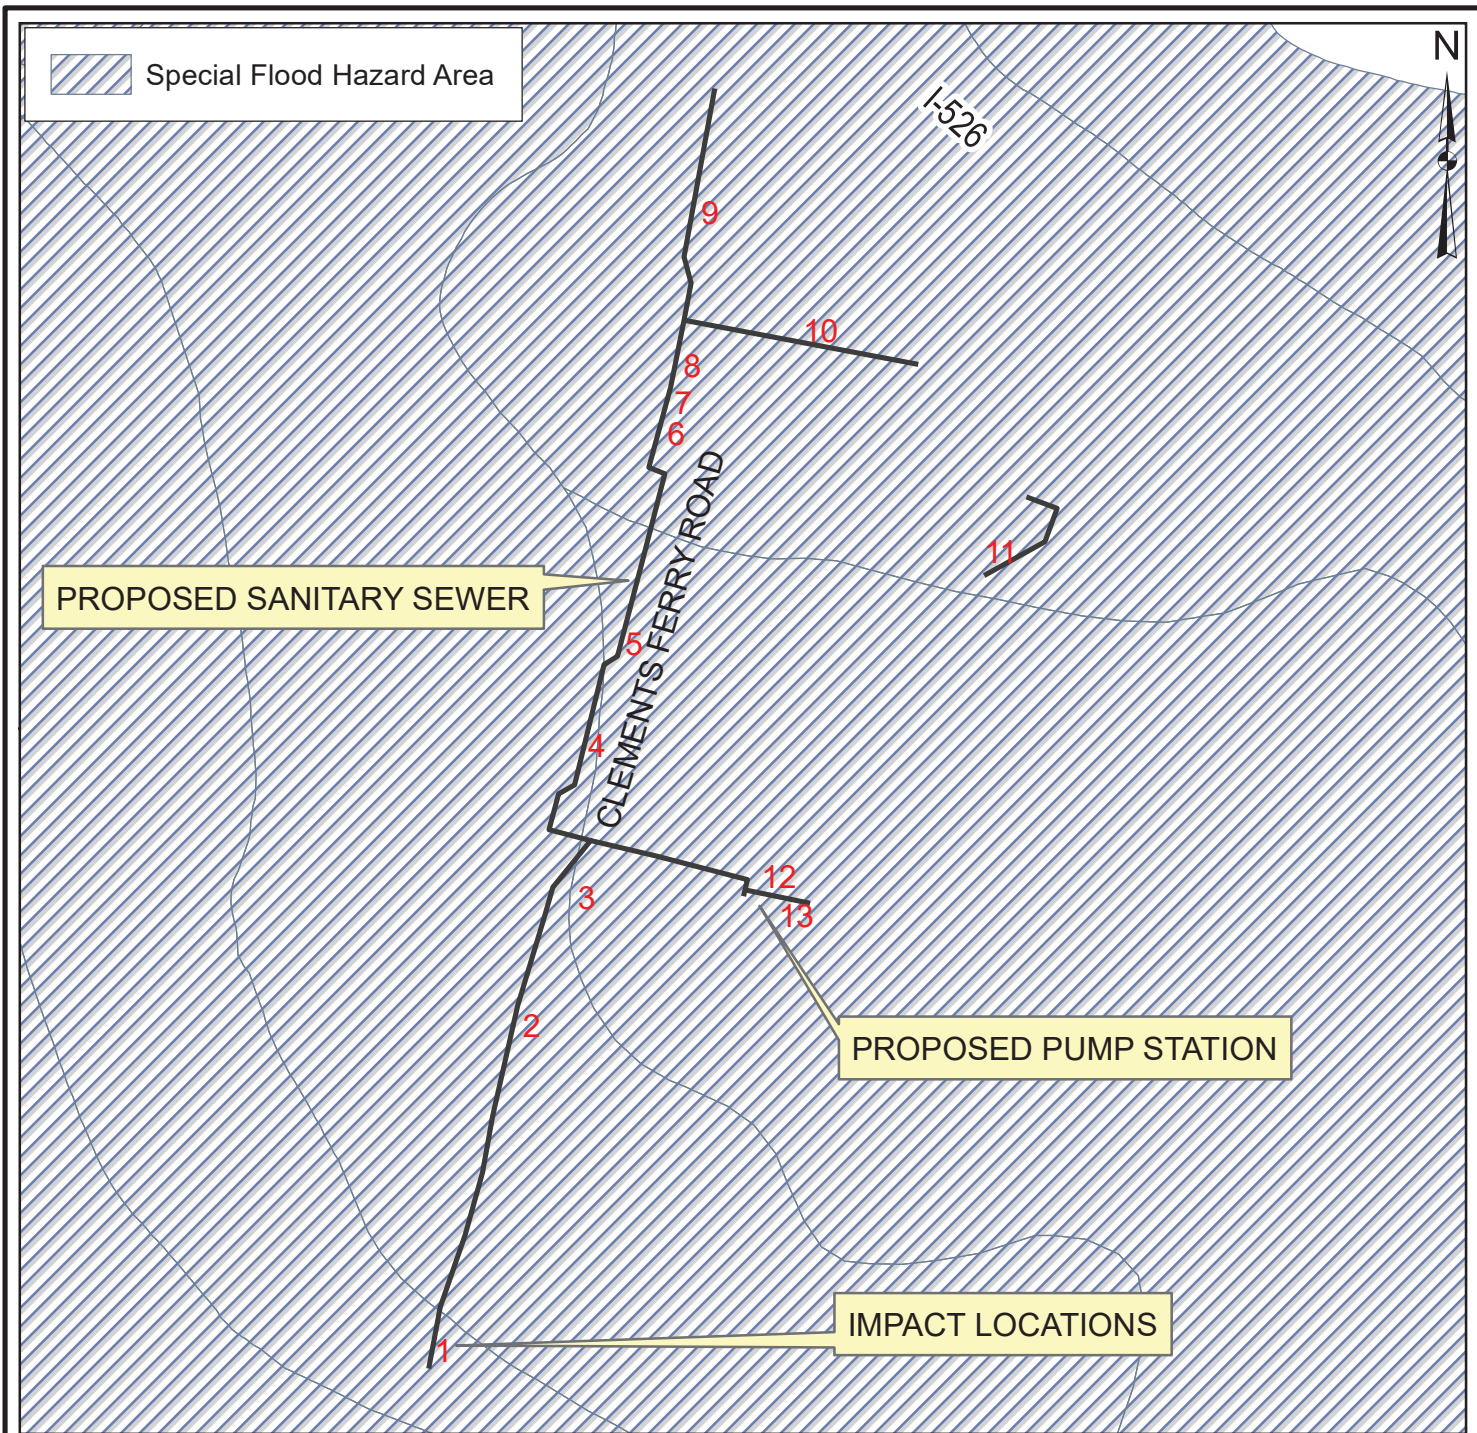 Special Flood Hazard Area
N
I-526
9
10
8
7
6
CLEMENTS FERRY ROAD
11
PROPOSED SANITARY SEWER
5
4
12
3
13
2
PROPOSED PUMP STATION
IMPACT LOCATIONS
1